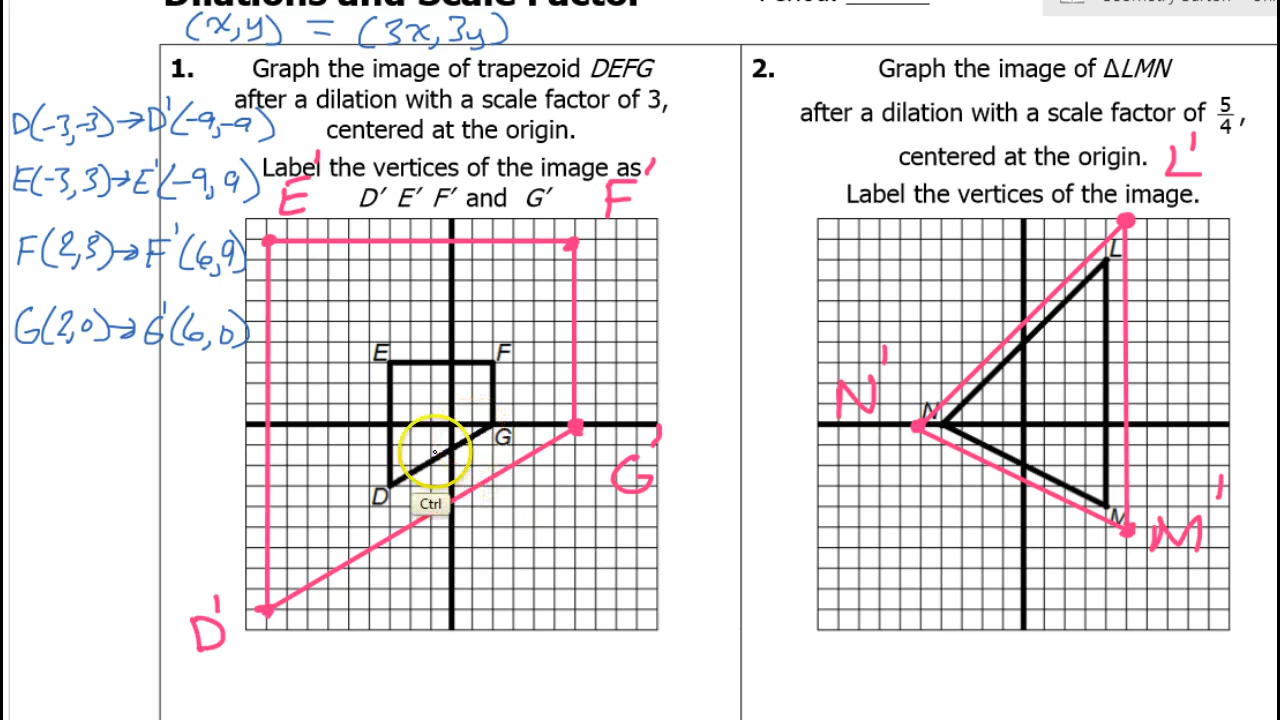 Dilations and Scale Factor
(x,y) = (3x,3y)
1.
Graph the image of trapezoid DEFG
after a dilation with a scale factor of 3,
centered at the origin.
Label the vertices of the image as
D′ E′ F′ and G′
D(-3,-3)→D'(-9,-9)
E(-3,3)→E'(-9,9)
F(2,3)→F'(6,9)
G(2,0)→G'(6,0)
E' F'
E F
G
D
G'
D'
Ctrl
2.
Graph the image of ΔLMN
after a dilation with a scale factor of 5/4,
centered at the origin.
Label the vertices of the image.
L'
L
N' N
M M'